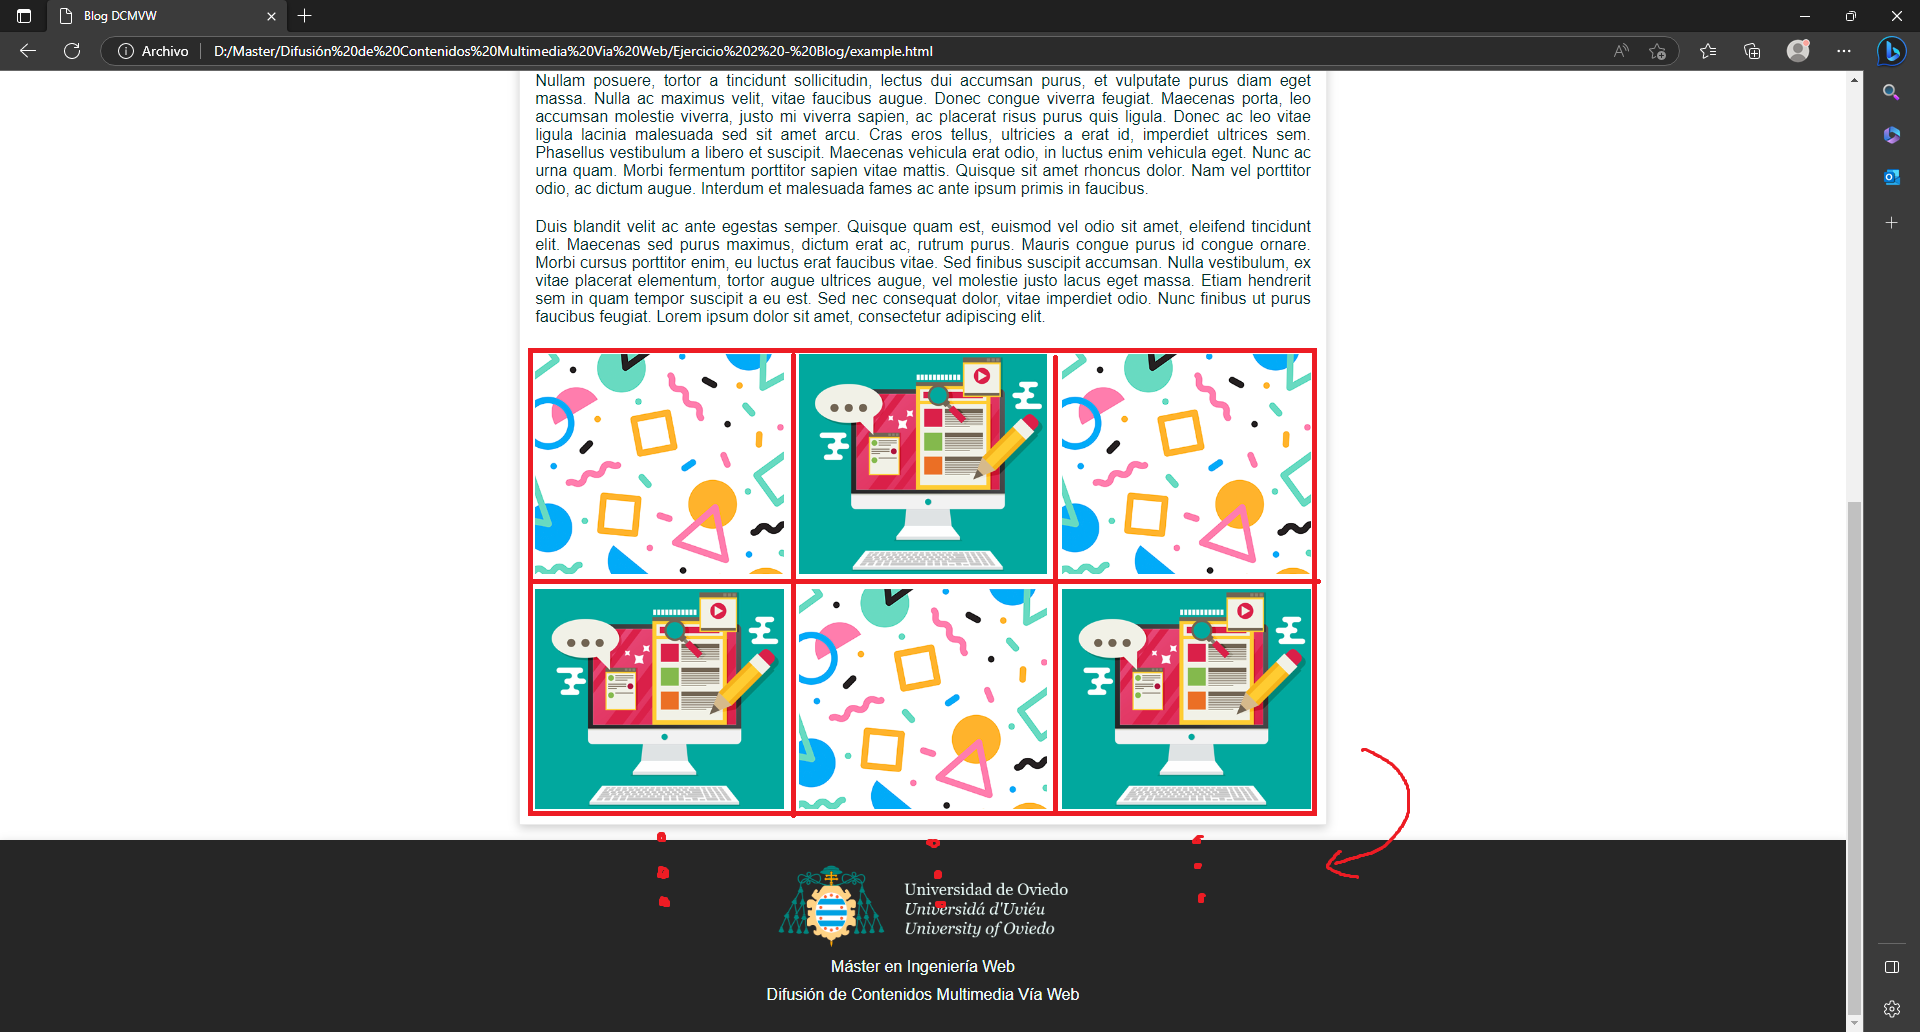 Blog DCMVW
Archivo
D:/Master/Difusión%20de%20Contenidos%20Multimedia%20Via%20Web/Ejercicio%202%20-%20Blog/example.html
Nullam posuere, tortor a tincidunt sollicitudin, lectus dui accumsan purus, et vulputate purus diam eget
massa. Nulla ac maximus velit, vitae faucibus augue. Donec congue viverra feugiat. Maecenas porta, leo
accumsan molestie viverra, justo mi viverra sapien, ac placerat risus purus quis ligula. Donec ac leo vitae
ligula lacinia malesuada sed sit amet arcu. Cras eros tellus, ultricies a erat id, imperdiet ultrices sem.
Phasellus vestibulum a libero et suscipit. Maecenas vehicula erat odio, in luctus enim vehicula eget. Nunc ac
urna quam. Morbi fermentum porttitor sapien vitae mattis. Quisque sit amet rhoncus dolor. Nam vel porttitor
odio, ac dictum augue. Interdum et malesuada fames ac ante ipsum primis in faucibus.
Duis blandit velit ac ante egestas semper. Quisque quam est, euismod vel odio sit amet, eleifend tincidunt
elit. Maecenas sed purus maximus, dictum erat ac, rutrum purus. Mauris congue purus id congue ornare.
Morbi cursus porttitor enim, eu luctus erat faucibus vitae. Sed finibus suscipit accumsan. Nulla vestibulum, ex
vitae placerat elementum, tortor augue ultrices augue, vel molestie justo lacus eget massa. Etiam hendrerit
sem in quam tempor suscipit a eu est. Sed nec consequat dolor, vitae imperdiet odio. Nunc finibus ut purus
faucibus feugiat. Lorem ipsum dolor sit amet, consectetur adipiscing elit.
Universidad de Oviedo
Universidá d'Uviéu
University of Oviedo
Máster en Ingeniería Web
Difusión de Contenidos Multimedia Vía Web